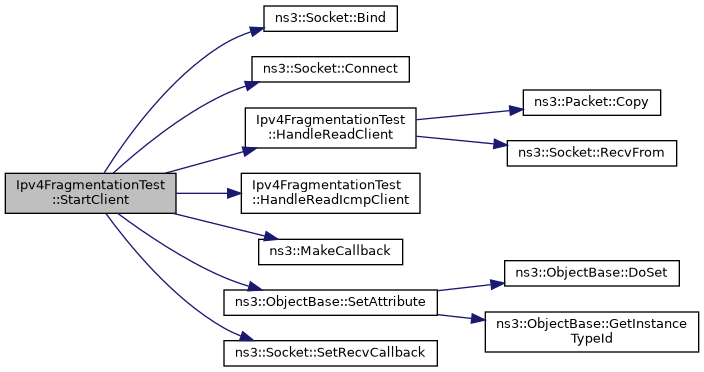 ns3::Socket::Bind
ns3::Socket::Connect
Ipv4FragmentationTest
::HandleReadClient
ns3::Packet::Copy
ns3::Socket::RecvFrom
Ipv4FragmentationTest
::StartClient
Ipv4FragmentationTest
::HandleReadIcmpClient
ns3::MakeCallback
ns3::ObjectBase::SetAttribute
ns3::ObjectBase::DoSet
ns3::ObjectBase::GetInstance
TypeId
ns3::Socket::SetRecvCallback